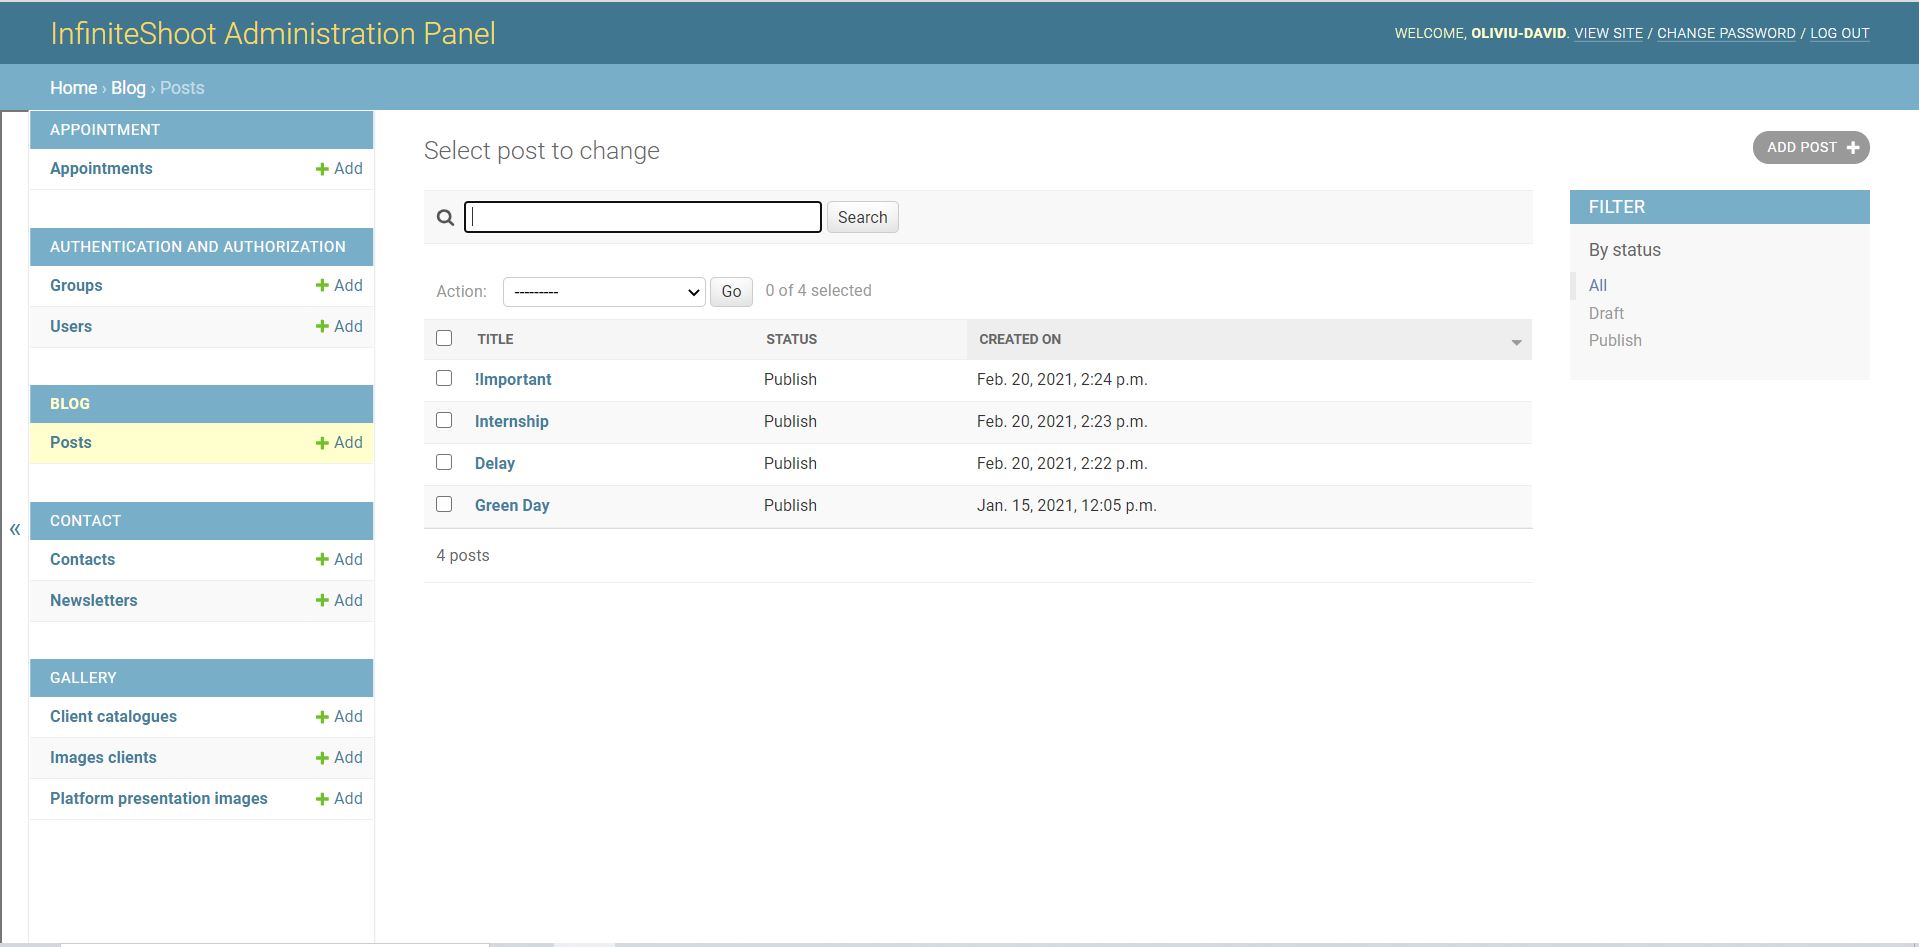 InfiniteShoot Administration Panel
WELCOME, OLIVIU-DAVID. VIEW SITE / CHANGE PASSWORD / LOG OUT
Home › Blog › Posts
«
APPOINTMENT
Appointments Add
AUTHENTICATION AND AUTHORIZATION
Groups Add
Users Add
BLOG
Posts Add
CONTACT
Contacts Add
Newsletters Add
GALLERY
Client catalogues Add
Images clients Add
Platform presentation images Add
Select post to change
ADD POST
Search
Action: --------- Go 0 of 4 selected
TITLE STATUS CREATED ON
!Important Publish Feb. 20, 2021, 2:24 p.m.
Internship Publish Feb. 20, 2021, 2:23 p.m.
Delay Publish Feb. 20, 2021, 2:22 p.m.
Green Day Publish Jan. 15, 2021, 12:05 p.m.
4 posts
FILTER
By status
All
Draft
Publish